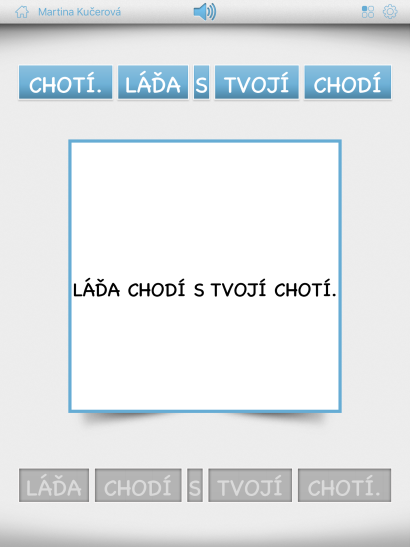 Martina Kučerová
CHOTÍ. LÁĎA S TVOJÍ CHODÍ
LÁĎA CHODÍ S TVOJÍ CHOTÍ.
LÁĎA CHODÍ S TVOJÍ CHOTÍ.